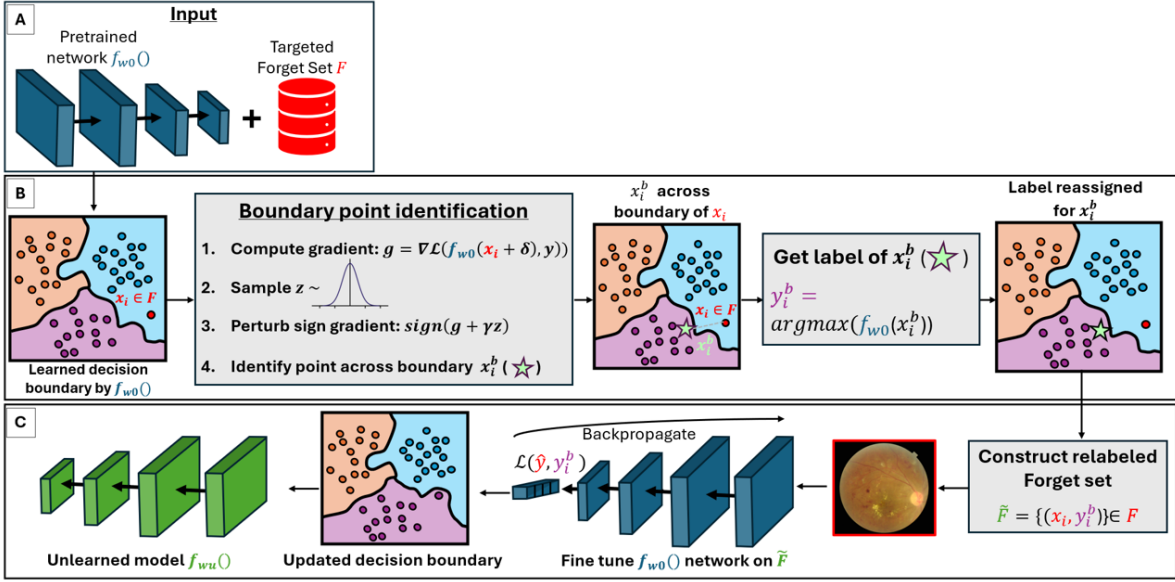 A
Input
Pretrained
network f_w0()
Targeted
Forget Set F
+
B
x_i ∈ F
Learned decision
boundary by f_w0()
Boundary point identification
1. Compute gradient: g = ∇ℒ(f_w0(x_i + δ), y))
2. Sample z ~
3. Perturb sign gradient: sign(g + γz)
4. Identify point across boundary x_i^b (☆)
x_i^b across
boundary of x_i
x_i ∈ F
x_i^b
Get label of x_i^b (☆)
y_i^b =
argmax(f_w0(x_i^b))
Label reassigned
for x_i^b
x_i ∈ F
C
Unlearned model f_wu()
Updated decision boundary
Backpropagate
ℒ(ŷ, y_i^b)
Fine tune f_w0() network on F̃
Construct relabeled
Forget set
F̃ = {(x_i, y_i^b)}∈ F